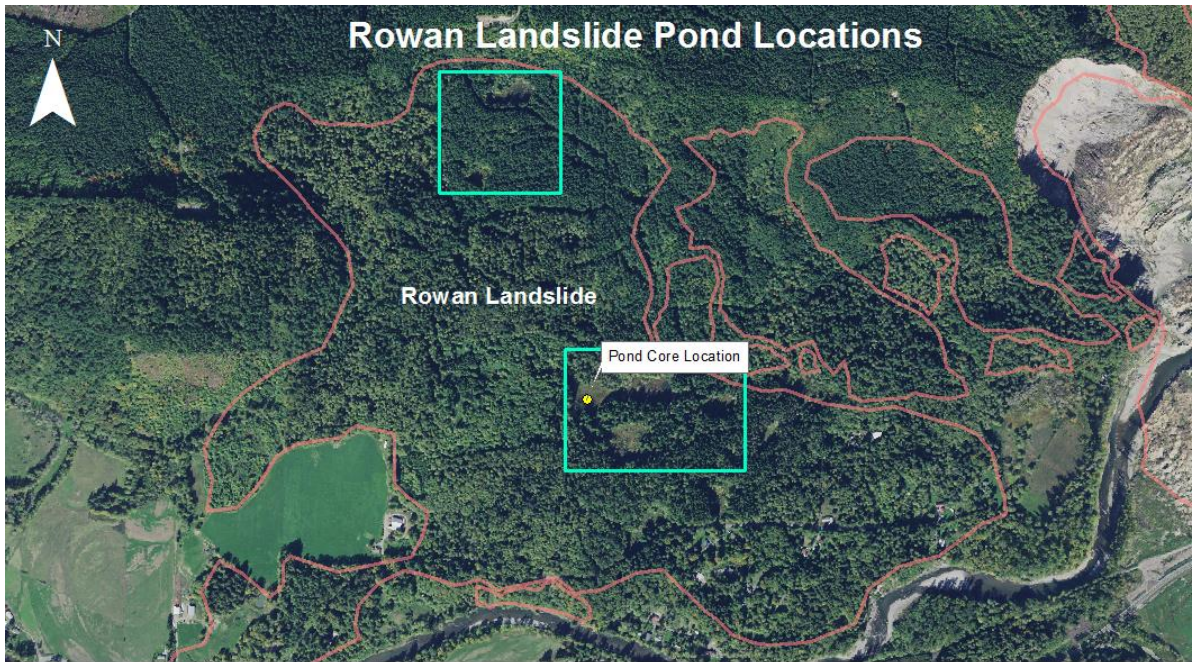 N
Rowan Landslide Pond Locations
Rowan Landslide
Pond Core Location